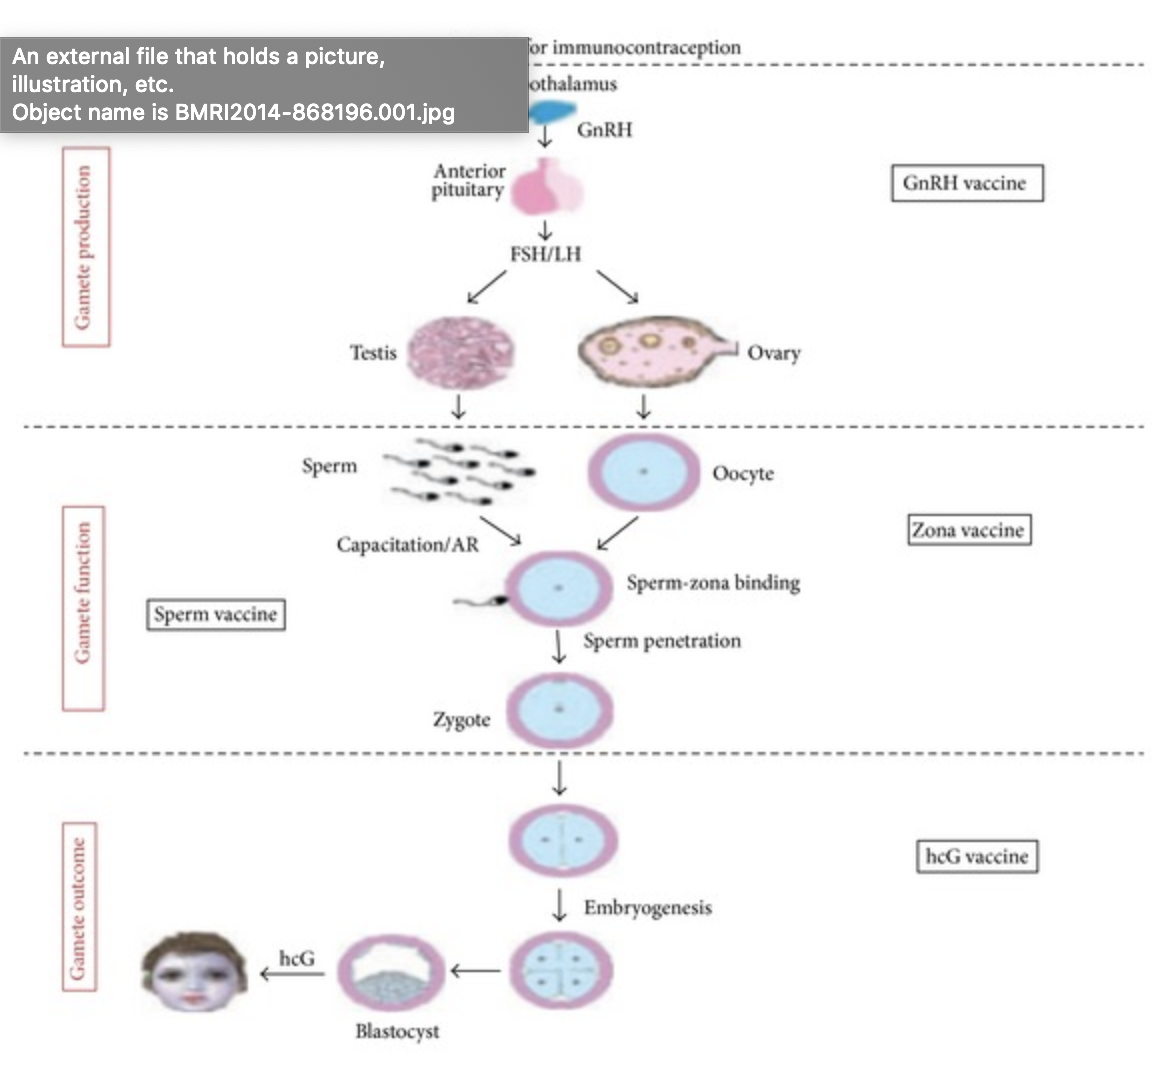 An external file that holds a picture,
illustration, etc.
Object name is BMRI2014-868196.001.jpg
or immunocontraception
othalamus
GnRH
Anterior
pituitary
GnRH vaccine
Gamete production
FSH/LH
Testis
Ovary
Sperm
Oocyte
Zona vaccine
Capacitation/AR
Sperm-zona binding
Gamete function
Sperm vaccine
Sperm penetration
Zygote
hcG vaccine
Gamete outcome
Embryogenesis
hcG
Blastocyst